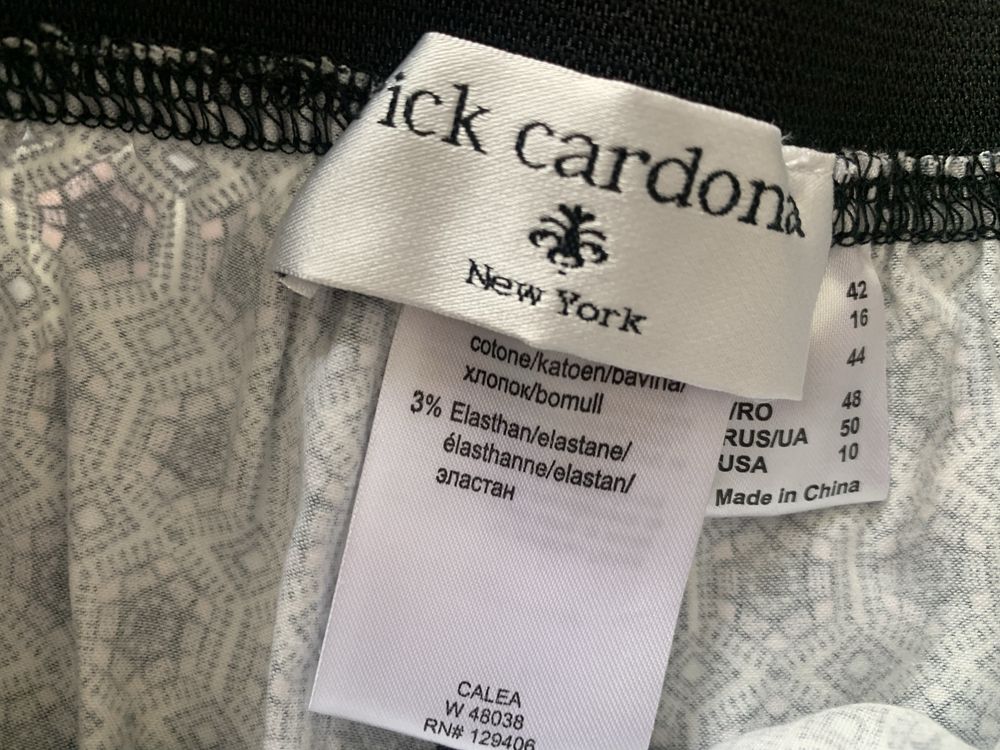 ick cardona
New York
cotone/katoen/bavlna/
хлопок/bomull
3% Elasthan/elastane/
élasthanne/elastan/
эластан
CALEA
W 48038
RN# 129406
42
16
44
/RO 48
RUS/UA 50
USA 10
Made in China